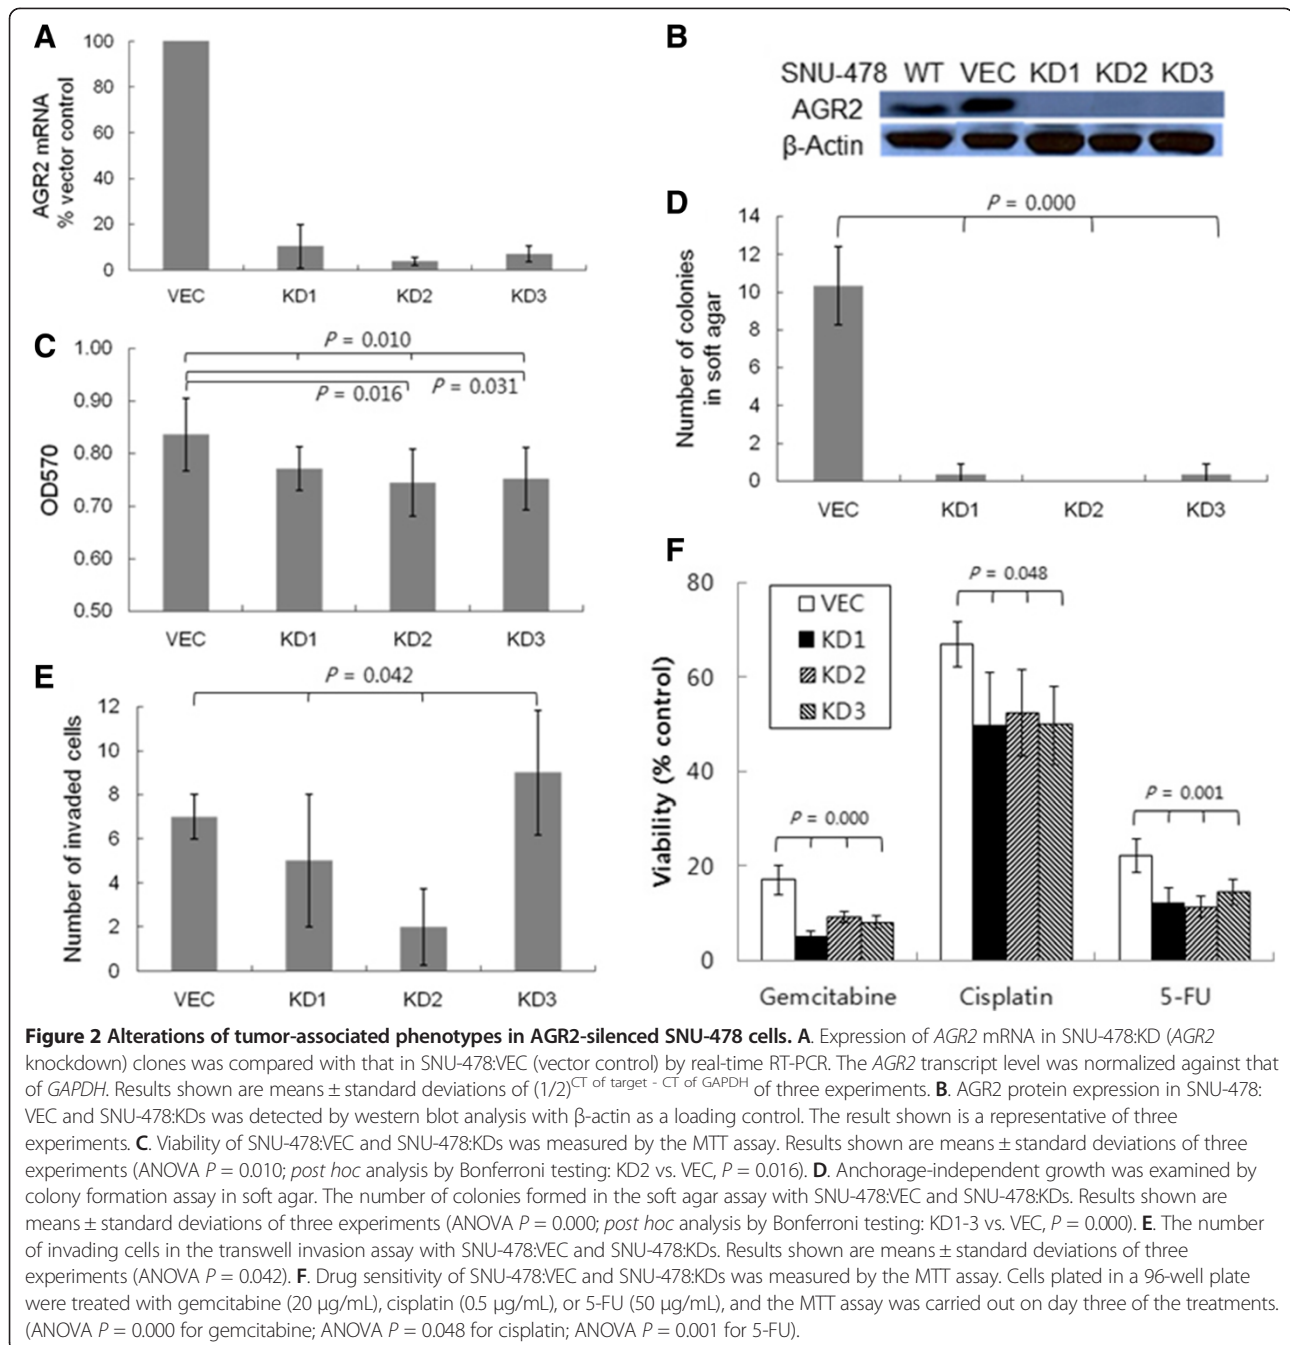 A
100
80
60
40
20
0
AGR2 mRNA
% vector control
VEC KD1 KD2 KD3
B
SNU-478 WT VEC KD1 KD2 KD3
AGR2
β-Actin
C
1.00
0.90
0.80
0.70
0.60
0.50
OD570
P = 0.010
P = 0.016
P = 0.031
VEC KD1 KD2 KD3
D
14
12
10
8
6
4
2
0
Number of colonies
in soft agar
P = 0.000
VEC KD1 KD2 KD3
E
12
10
8
6
4
2
0
Number of invaded cells
P = 0.042
VEC KD1 KD2 KD3
F
80
60
40
20
0
Viability (% control)
VEC
KD1
KD2
KD3
P = 0.000
P = 0.048
P = 0.001
Gemcitabine Cisplatin 5-FU
Figure 2 Alterations of tumor-associated phenotypes in AGR2-silenced SNU-478 cells. A. Expression of AGR2 mRNA in SNU-478:KD (AGR2
knockdown) clones was compared with that in SNU-478:VEC (vector control) by real-time RT-PCR. The AGR2 transcript level was normalized against that
of GAPDH. Results shown are means ± standard deviations of (1/2)^CT of target - CT of GAPDH of three experiments. B. AGR2 protein expression in SNU-478:
VEC and SNU-478:KDs was detected by western blot analysis with β-actin as a loading control. The result shown is a representative of three
experiments. C. Viability of SNU-478:VEC and SNU-478:KDs was measured by the MTT assay. Results shown are means ± standard deviations of three
experiments (ANOVA P = 0.010; post hoc analysis by Bonferroni testing: KD2 vs. VEC, P = 0.016). D. Anchorage-independent growth was examined by
colony formation assay in soft agar. The number of colonies formed in the soft agar assay with SNU-478:VEC and SNU-478:KDs. Results shown are
means ± standard deviations of three experiments (ANOVA P = 0.000; post hoc analysis by Bonferroni testing: KD1-3 vs. VEC, P = 0.000). E. The number
of invading cells in the transwell invasion assay with SNU-478:VEC and SNU-478:KDs. Results shown are means ± standard deviations of three
experiments (ANOVA P = 0.042). F. Drug sensitivity of SNU-478:VEC and SNU-478:KDs was measured by the MTT assay. Cells plated in a 96-well plate
were treated with gemcitabine (20 μg/mL), cisplatin (0.5 μg/mL), or 5-FU (50 μg/mL), and the MTT assay was carried out on day three of the treatments.
(ANOVA P = 0.000 for gemcitabine; ANOVA P = 0.048 for cisplatin; ANOVA P = 0.001 for 5-FU).